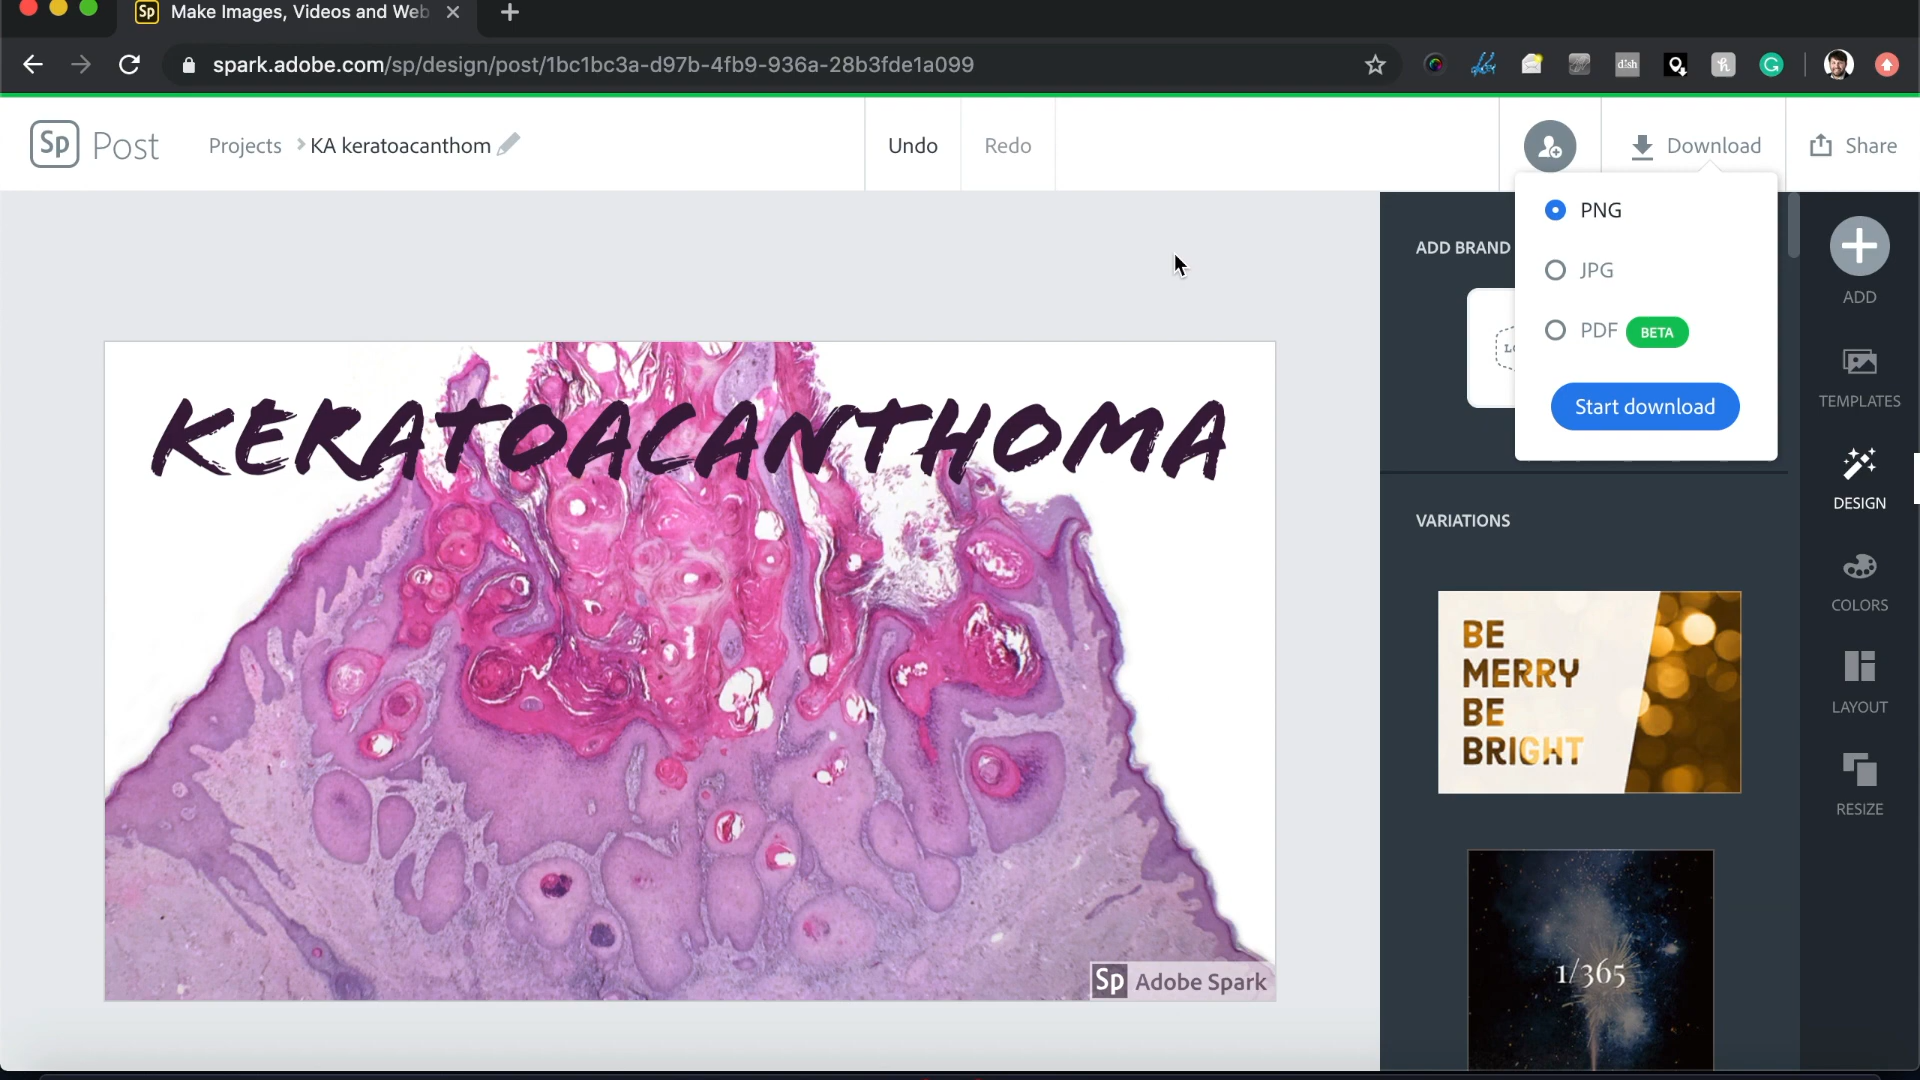 Sp Make Images, Videos and Web
spark.adobe.com/sp/design/post/1bc1bc3a-d97b-4fb9-936a-28b3fde1a099
dish
Sp Post
Projects > KA keratoacanthom
Undo
Redo
Download
Share
PNG
JPG
PDF BETA
Start download
ADD BRAND
ADD
TEMPLATES
DESIGN
COLORS
LAYOUT
RESIZE
KERATOACANTHOMA
Sp Adobe Spark
VARIATIONS
BE
MERRY
BE
BRIGHT
1/365